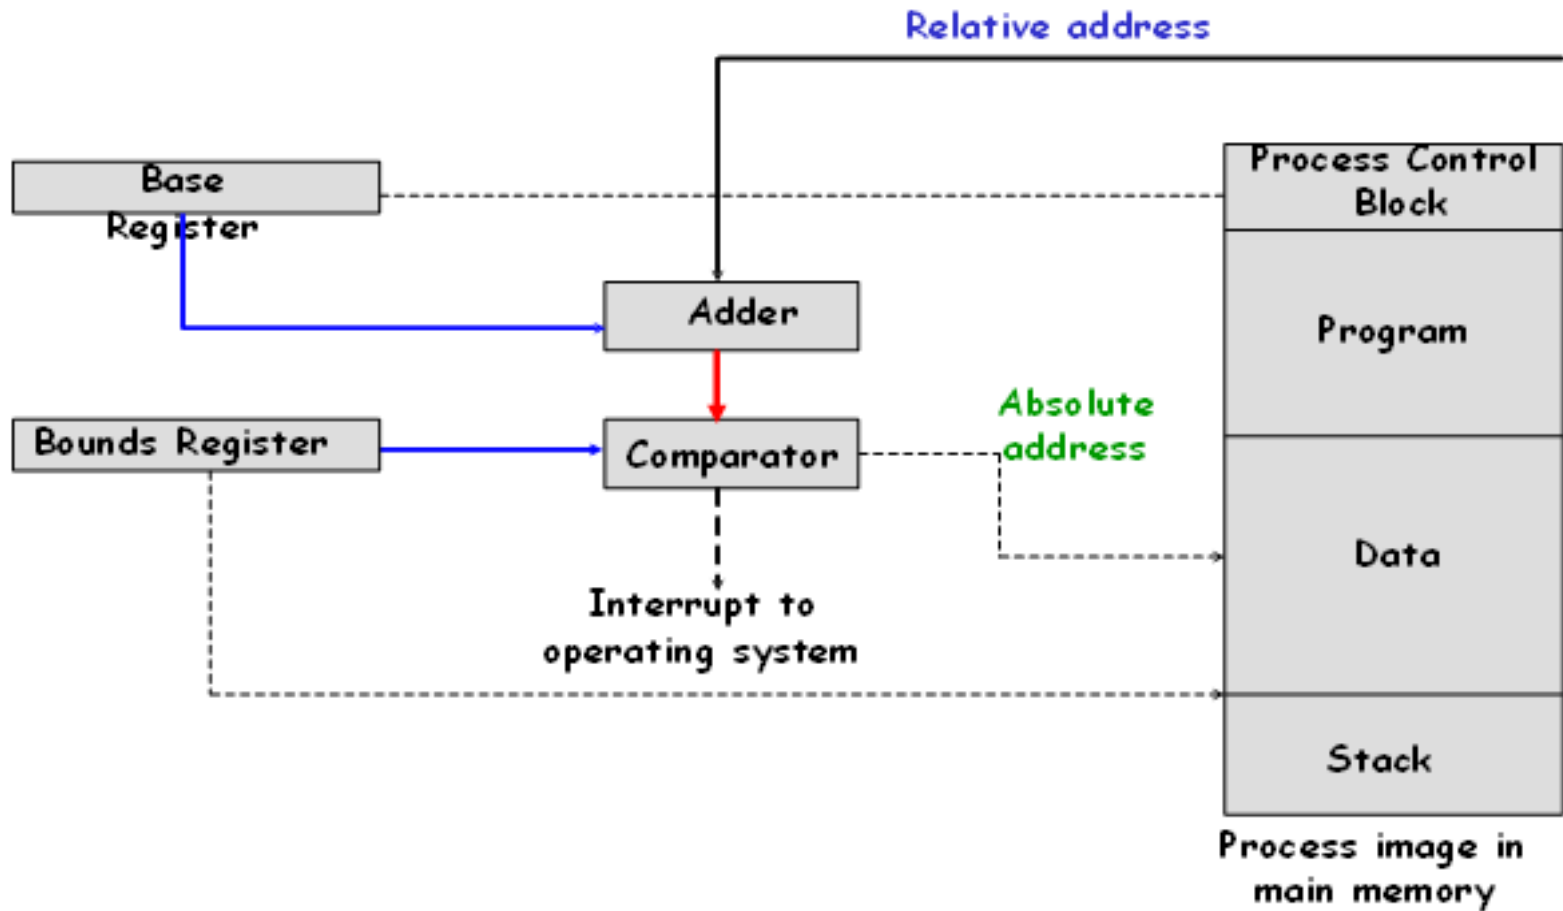 Relative address
Base
Register
Process Control
Block
Adder
Program
Absolute
address
Bounds Register
Comparator
Data
Interrupt to
operating system
Stack
Process image in
main memory